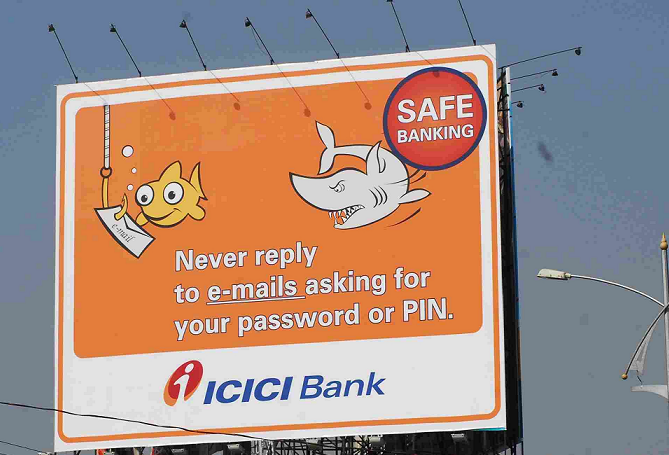 SAFE
BANKING
e-mail
Never reply
to e-mails asking for
your password or PIN.
i ICICI Bank